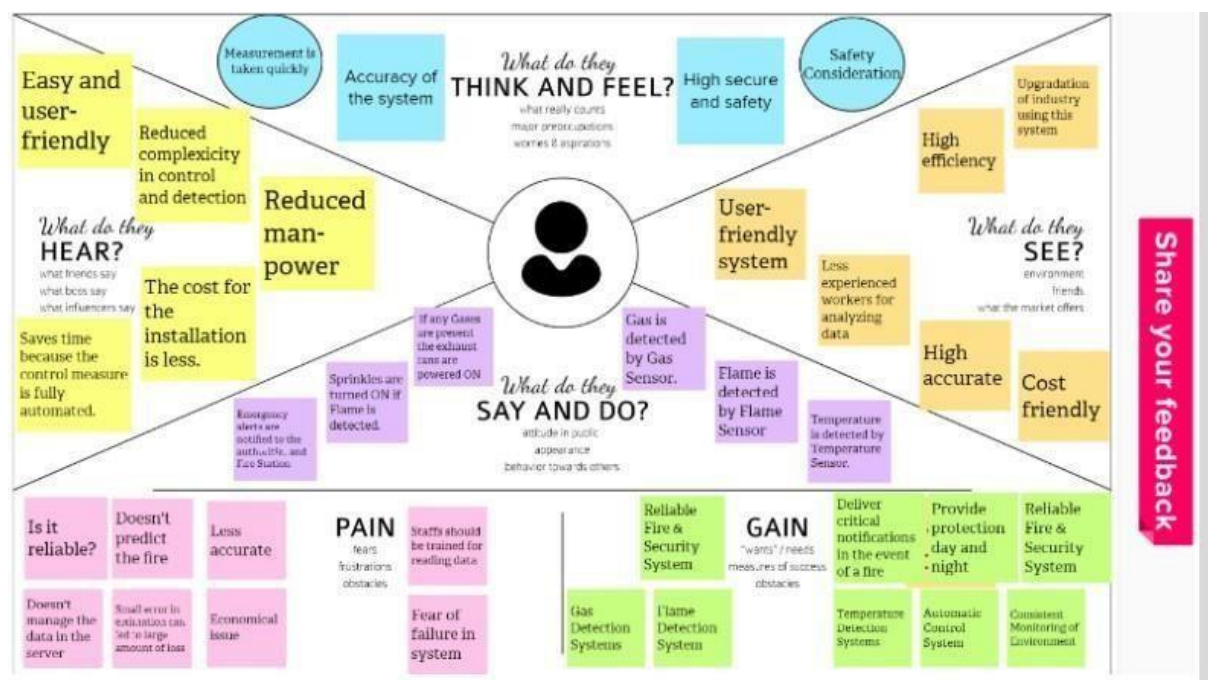 Measurement is
taken quickly
Accuracy of
the system
What do they
THINK AND FEEL?
what really counts
major preoccupations
worries & aspirations
High secure
and safety
Safety
Consideration
Easy and
user-
friendly
Reduced
complexicity
in control
and detection
Reduced
man-
power
What do they
HEAR?
what friends say
what boss say
what influencers say
The cost for
the
installation
is less.
Saves time
because the
control measure
is fully
automated.
Upgradation
of industry
using this
system
High
efficiency
User-
friendly
system
What do they
SEE?
environment
friends
what the market offers
Less
experienced
workers for
analyzing
data
High
accurate
Cost
friendly
If any Gases
are prevent
the exhaust
fans are
powered ON
Sprinkles are
turned ON if
Flame is
detected.
Emergency
alerts are
notified to the
and
Fire Station
What do they
SAY AND DO?
attitude in public
appearance
behavior towards others
Gas is
detected
by Gas
Sensor.
Flame is
detected
by Flame
Sensor
Temperature
is detected by
Temperature
Sensor.
Is it
reliable?
Doesn't
predict
the fire
Less
accurate
PAIN
fears
frustrations
obstacles
Staffs should
be trained for
reading data
Doesn't
manage the
data in the
server
Small error in
can
led to large
amount of loss
Economical
issue
Fear of
failure in
system
Reliable
Fire &
Security
System
GAIN
"wants" / needs
measures of success
obstacles
Deliver
critical
notifications
in the event
of a fire
Provide
protection
day and
night
Reliable
Fire &
Security
System
Gas
Detection
Systems
Flame
Detection
System
Temperature
Detection
Systems
Automatic
Control
System
Consistent
Monitoring of
Environment
Share your feedback